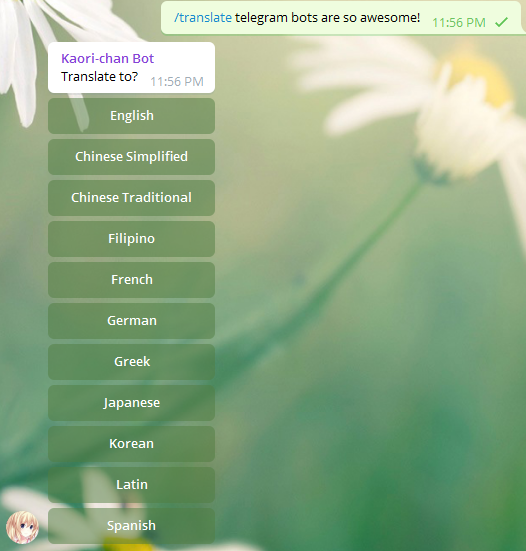 /translate telegram bots are so awesome! 11:56 PM
Kaori-chan Bot
Translate to? 11:56 PM
English
Chinese Simplified
Chinese Traditional
Filipino
French
German
Greek
Japanese
Korean
Latin
Spanish